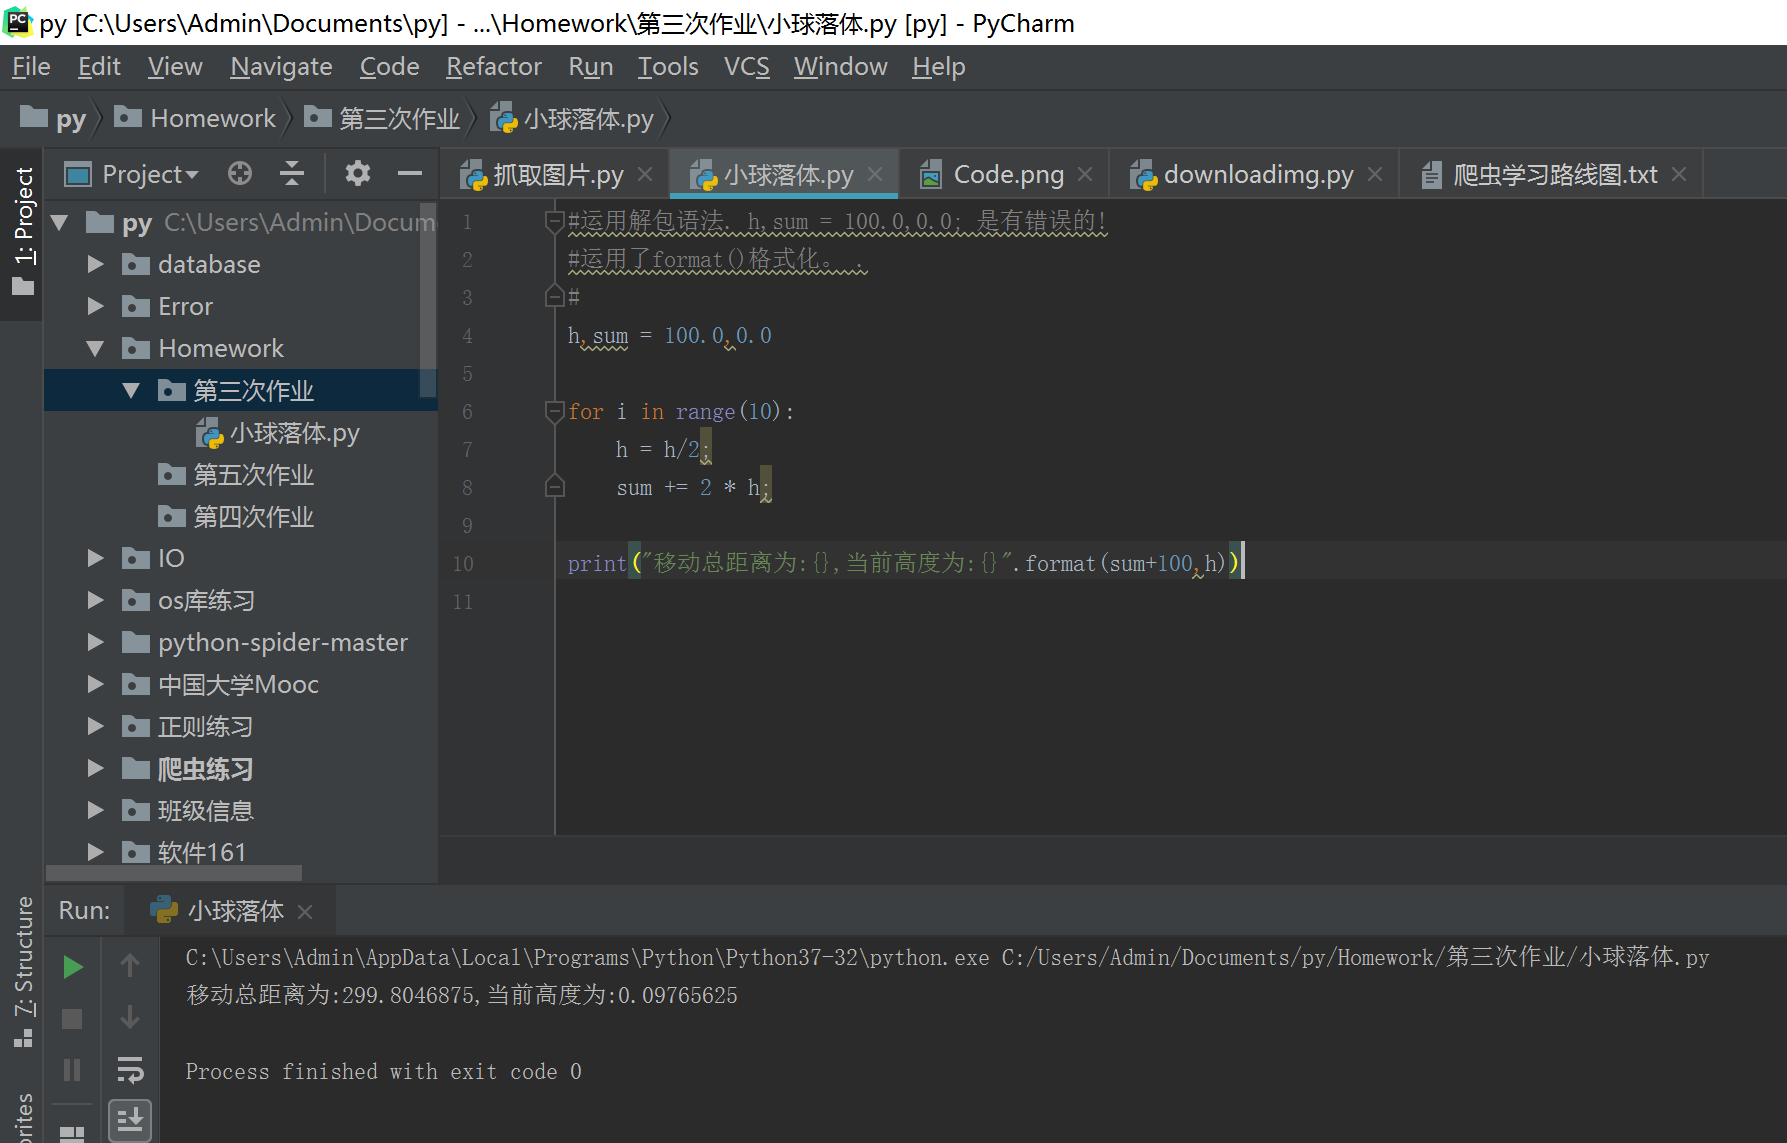 py [C:\Users\Admin\Documents\py] - ...\Homework\第三次作业\小球落体.py [py] - PyCharm
File Edit View Navigate Code Refactor Run Tools VCS Window Help
py Homework 第三次作业 小球落体.py
1: Project
Project
抓取图片.py 小球落体.py Code.png downloadimg.py 爬虫学习路线图.txt
py C:\Users\Admin\Docum
database
Error
Homework
第三次作业
小球落体.py
第五次作业
第四次作业
IO
os库练习
python-spider-master
中国大学Mooc
正则练习
爬虫练习
班级信息
软件161
1 #运用解包语法. h,sum = 100.0,0.0; 是有错误的!
2 #运用了format()格式化。 .
3 #
4 h,sum = 100.0,0.0
5
6 for i in range(10):
7 h = h/2;
8 sum += 2 * h;
9
10 print("移动总距离为:{},当前高度为:{}".format(sum+100,h))
11
7: Structure
orites
Run: 小球落体
C:\Users\Admin\AppData\Local\Programs\Python\Python37-32\python.exe C:/Users/Admin/Documents/py/Homework/第三次作业/小球落体.py
移动总距离为:299.8046875,当前高度为:0.09765625
Process finished with exit code 0